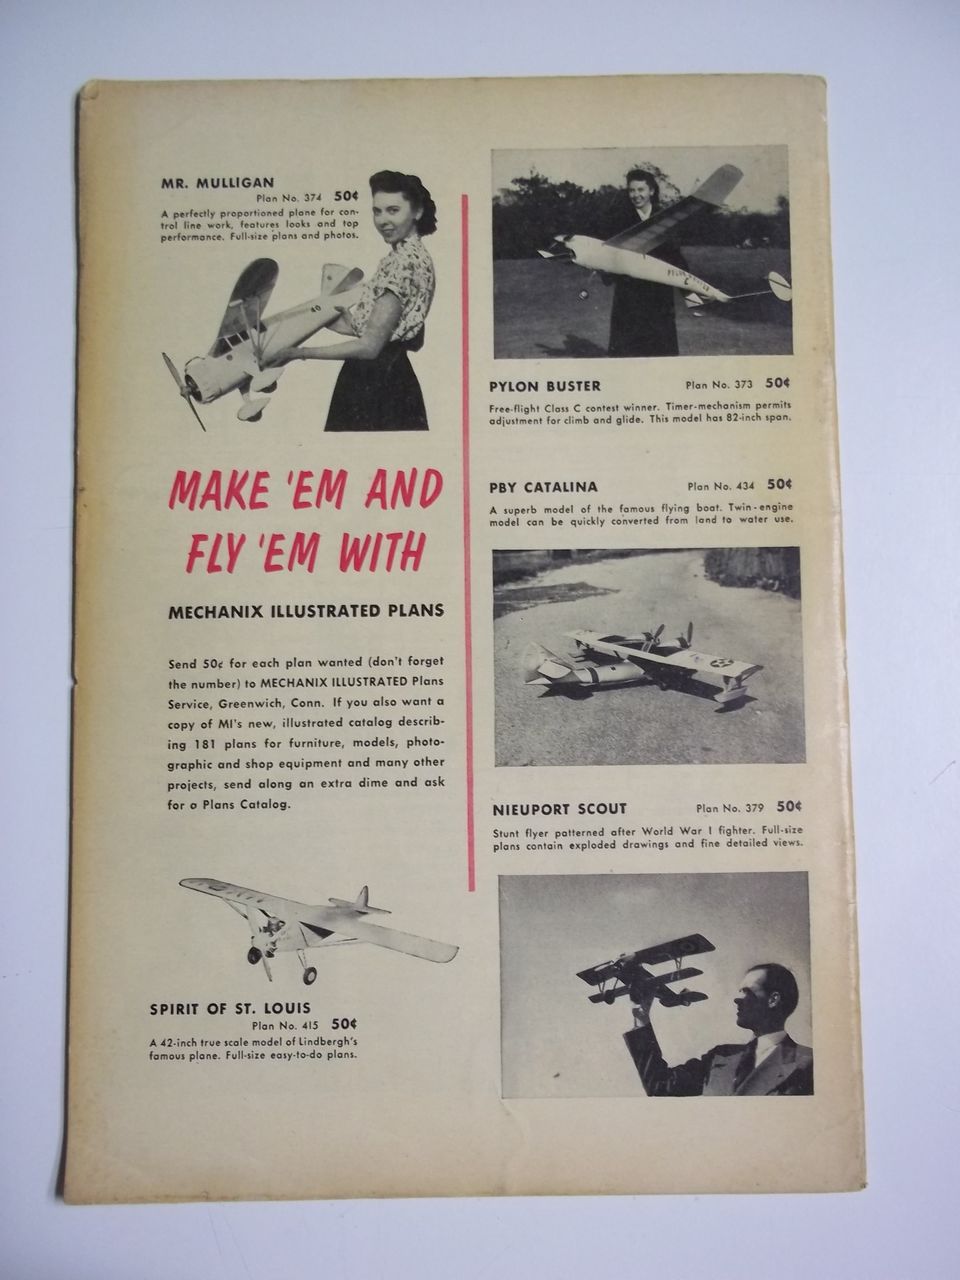 MR. MULLIGAN
Plan No. 374 50¢
A perfectly proportioned plane for con-
trol line work, features looks and top
performance. Full-size plans and photos.
40
MAKE 'EM AND
FLY 'EM WITH
MECHANIX ILLUSTRATED PLANS
Send 50¢ for each plan wanted (don't forget
the number) to MECHANIX ILLUSTRATED Plans
Service, Greenwich, Conn. If you also want a
copy of MI's new, illustrated catalog describ-
ing 181 plans for furniture, models, photo-
graphic and shop equipment and many other
projects, send along an extra dime and ask
for a Plans Catalog.
SPIRIT OF ST. LOUIS
Plan No. 415 50¢
A 42-inch true scale model of Lindbergh's
famous plane. Full-size easy-to-do plans.
PYLON BUSTER
PYLON BUSTER Plan No. 373 50¢
Free-flight Class C contest winner. Timer-mechanism permits
adjustment for climb and glide. This model has 82-inch span.
PBY CATALINA Plan No. 434 50¢
A superb model of the famous flying boat. Twin-engine
model can be quickly converted from land to water use.
NIEUPORT SCOUT Plan No. 379 50¢
Stunt flyer patterned after World War I fighter. Full-size
plans contain exploded drawings and fine detailed views.